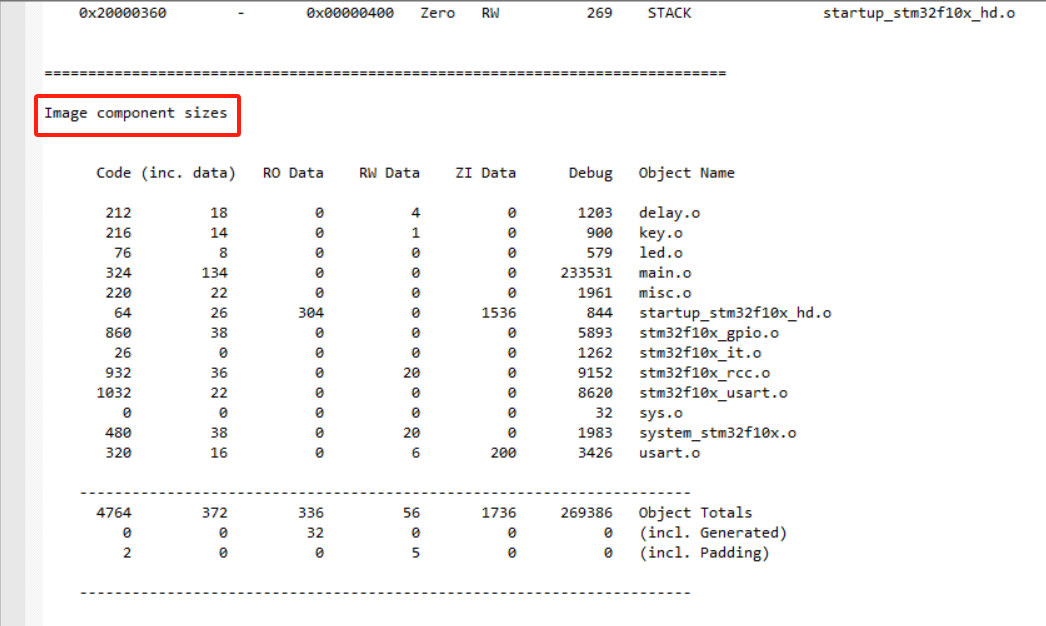 0x20000360        -       0x00000400   Zero   RW          269    STACK               startup_stm32f10x_hd.o
==============================================================================
Image component sizes
Code (inc. data)   RO Data    RW Data    ZI Data      Debug   Object Name
212         18          0          4          0       1203   delay.o
216         14          0          1          0        900   key.o
76          8          0          0          0        579   led.o
324        134          0          0          0     233531   main.o
220         22          0          0          0       1961   misc.o
64         26        304          0       1536        844   startup_stm32f10x_hd.o
860         38          0          0          0       5893   stm32f10x_gpio.o
26          0          0          0          0       1262   stm32f10x_it.o
932         36          0         20          0       9152   stm32f10x_rcc.o
1032         22          0          0          0       8620   stm32f10x_usart.o
0          0          0          0          0         32   sys.o
480         38          0         20          0       1983   system_stm32f10x.o
320         16          0          6        200       3426   usart.o
----------------------------------------------------------------------
4764        372        336         56       1736     269386   Object Totals
0          0         32          0          0          0   (incl. Generated)
2          0          0          5          0          0   (incl. Padding)
----------------------------------------------------------------------